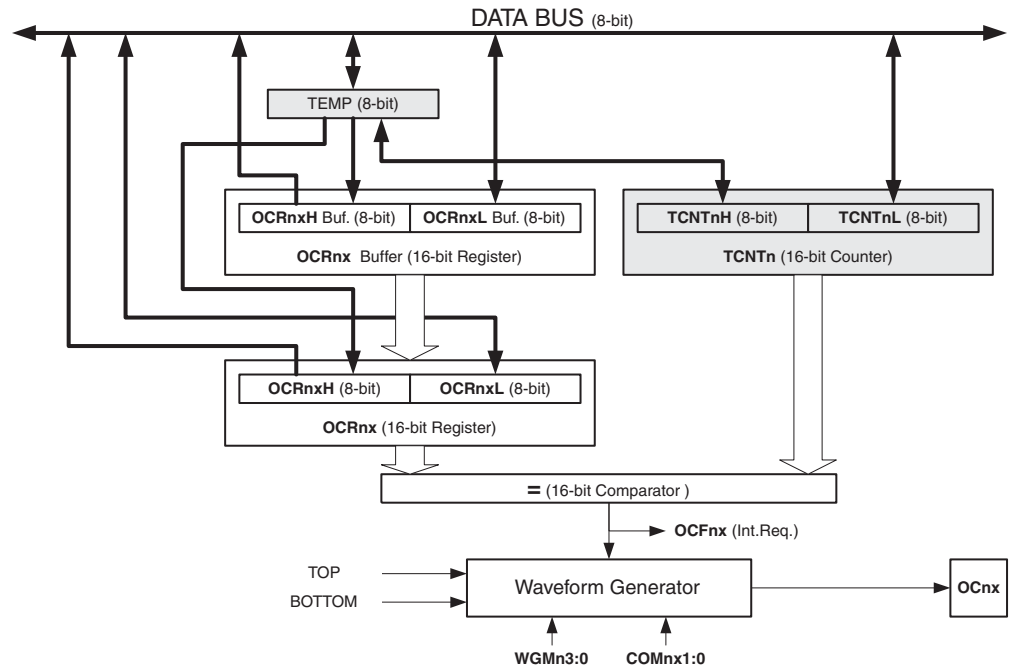 DATA BUS (8-bit)
TEMP (8-bit)
OCRnxH Buf. (8-bit) OCRnxL Buf. (8-bit)
OCRnx Buffer (16-bit Register)
TCNTnH (8-bit) TCNTnL (8-bit)
TCNTn (16-bit Counter)
OCRnxH (8-bit) OCRnxL (8-bit)
OCRnx (16-bit Register)
= (16-bit Comparator )
OCFnx (Int.Req.)
TOP
BOTTOM
Waveform Generator
OCnx
WGMn3:0 COMnx1:0